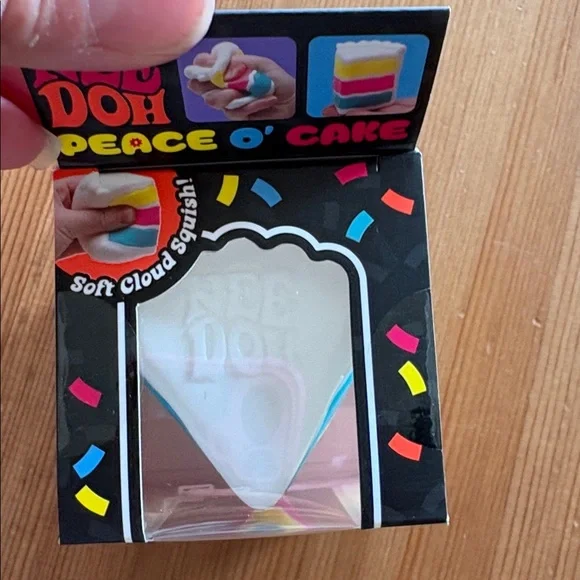 NEE
DOH
PEACE O' CAKE
Soft Cloud Squish!
NEE
DOH